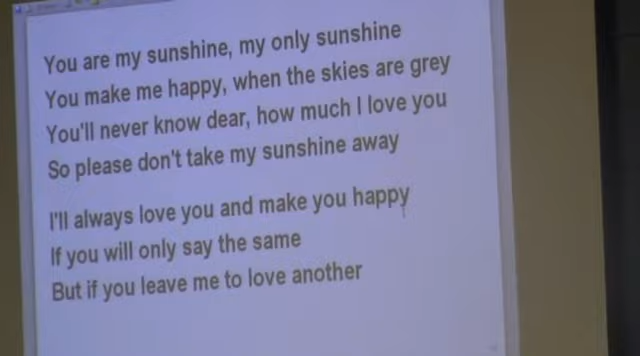 You are my sunshine, my only sunshine
You make me happy, when the skies are grey
You'll never know dear, how much I love you
So please don't take my sunshine away
I'll always love you and make you happy
If you will only say the same
But if you leave me to love another